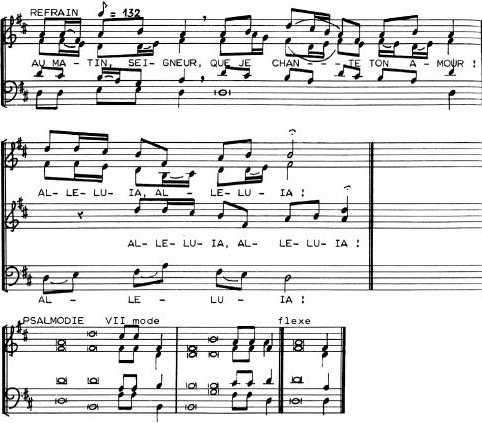 REFRAIN ♪ = 132
AU MA - TIN, SEI-GNEUR, QUE JE CHAN - - - TE TON A-MOUR !
AL-LE-LU-IA, AL-LE-LU-IA !
AL-LE-LU-IA, AL-LE-LU-IA !
AL - LE - LU - IA !
PSALMODIE VII mode flexe